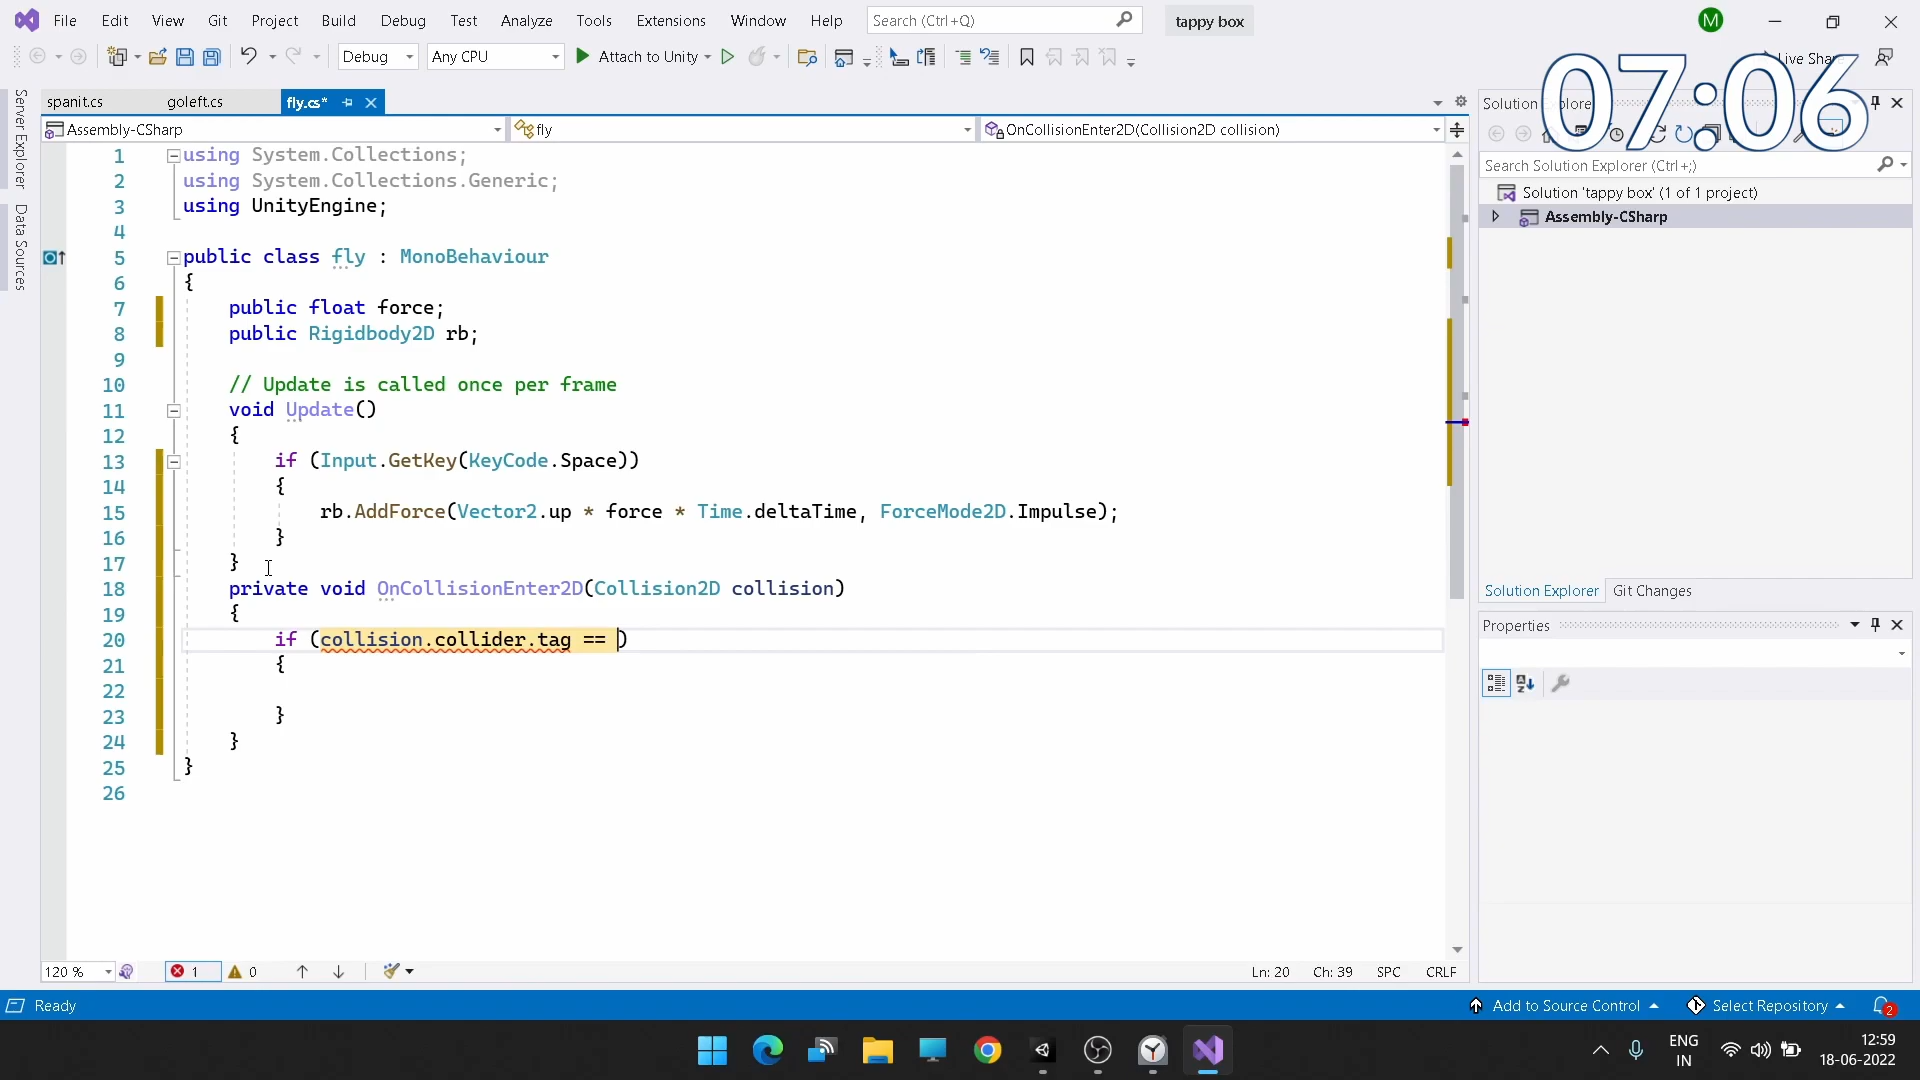 File Edit View Git Project Build Debug Test Analyze Tools Extensions Window Help Search (Ctrl+Q) tappy box M
Debug Any CPU Attach to Unity Live Share
07:06
spanit.cs goleft.cs fly.cs* Solution Explorer
Assembly-CSharp fly OnCollisionEnter2D(Collision2D collision)
Server Explorer
Data Sources
Search Solution Explorer (Ctrl+;)
Solution 'tappy box' (1 of 1 project)
Assembly-CSharp
1 using System.Collections;
2 using System.Collections.Generic;
3 using UnityEngine;
4
5 public class fly : MonoBehaviour
6 {
7 public float force;
8 public Rigidbody2D rb;
9
10 // Update is called once per frame
11 void Update()
12 {
13 if (Input.GetKey(KeyCode.Space))
14 {
15 rb.AddForce(Vector2.up * force * Time.deltaTime, ForceMode2D.Impulse);
16 }
17 }
18 private void OnCollisionEnter2D(Collision2D collision)
19 {
20 if (collision.collider.tag == )
21 {
22
23 }
24 }
25 }
26
Solution Explorer Git Changes
Properties
120 % 1 0 Ln: 20 Ch: 39 SPC CRLF
Ready Add to Source Control Select Repository 2
ENG
IN
12:59
18-06-2022